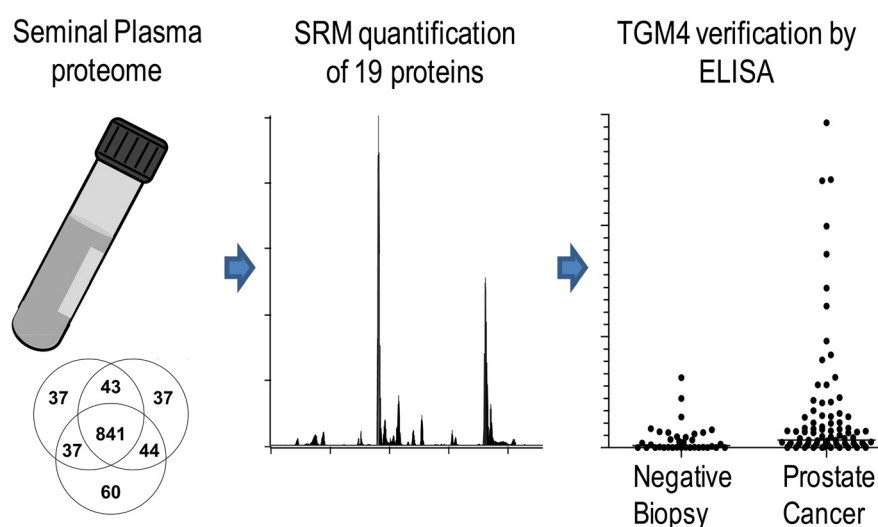 Seminal Plasma
proteome
SRM quantification
of 19 proteins
TGM4 verification by
ELISA
37
43
37
841
37
44
60
Negative
Biopsy
Prostate
Cancer